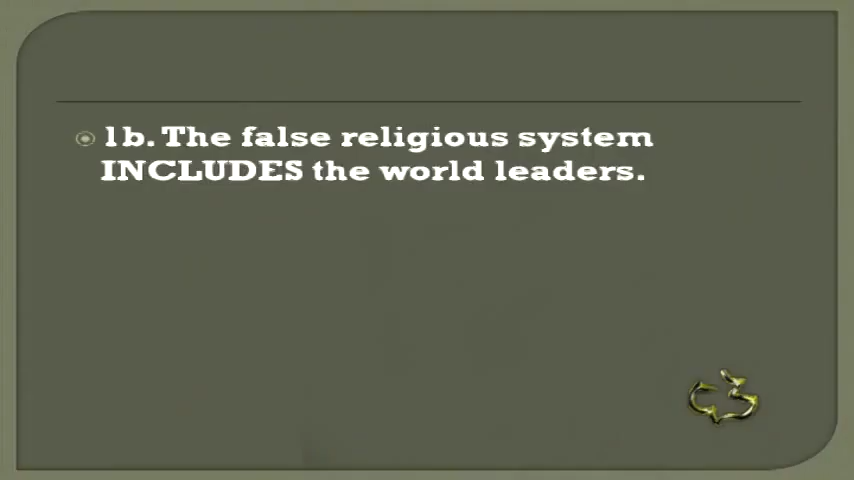 1b. The false religious system
INCLUDES the world leaders.